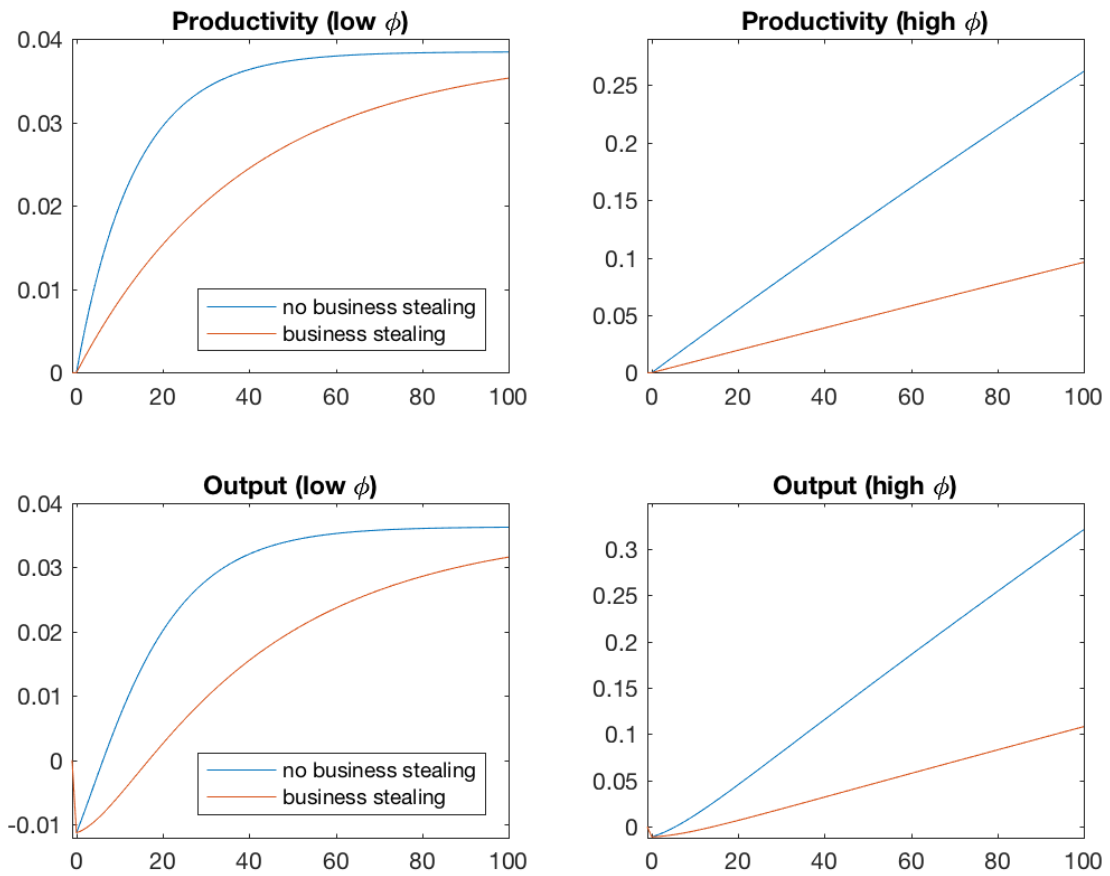 Productivity (low ϕ)
0.04
0.03
0.02
0.01
0
0 20 40 60 80 100
no business stealing
business stealing
Productivity (high ϕ)
0.25
0.2
0.15
0.1
0.05
0
0 20 40 60 80 100
Output (low ϕ)
0.04
0.03
0.02
0.01
0
-0.01
0 20 40 60 80 100
no business stealing
business stealing
Output (high ϕ)
0.3
0.25
0.2
0.15
0.1
0.05
0
0 20 40 60 80 100